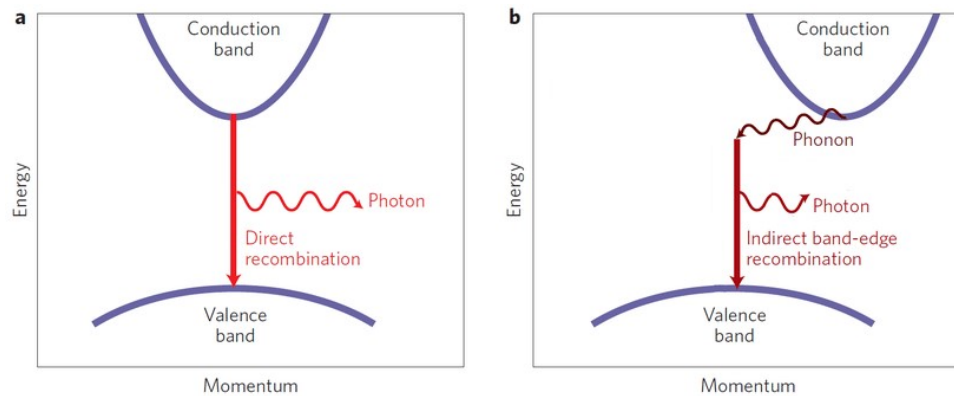 a
Conduction
band
Energy
Photon
Direct
recombination
Valence
band
Momentum
b
Conduction
band
Phonon
Energy
Photon
Indirect band-edge
recombination
Valence
band
Momentum